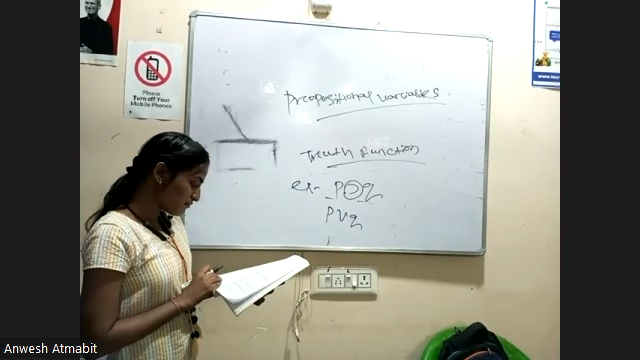 Please
Turn off Your
Mobile Phones
Propositional variables
Truth function
ex- p⊃q
p∨q
Anwesh Atmabit